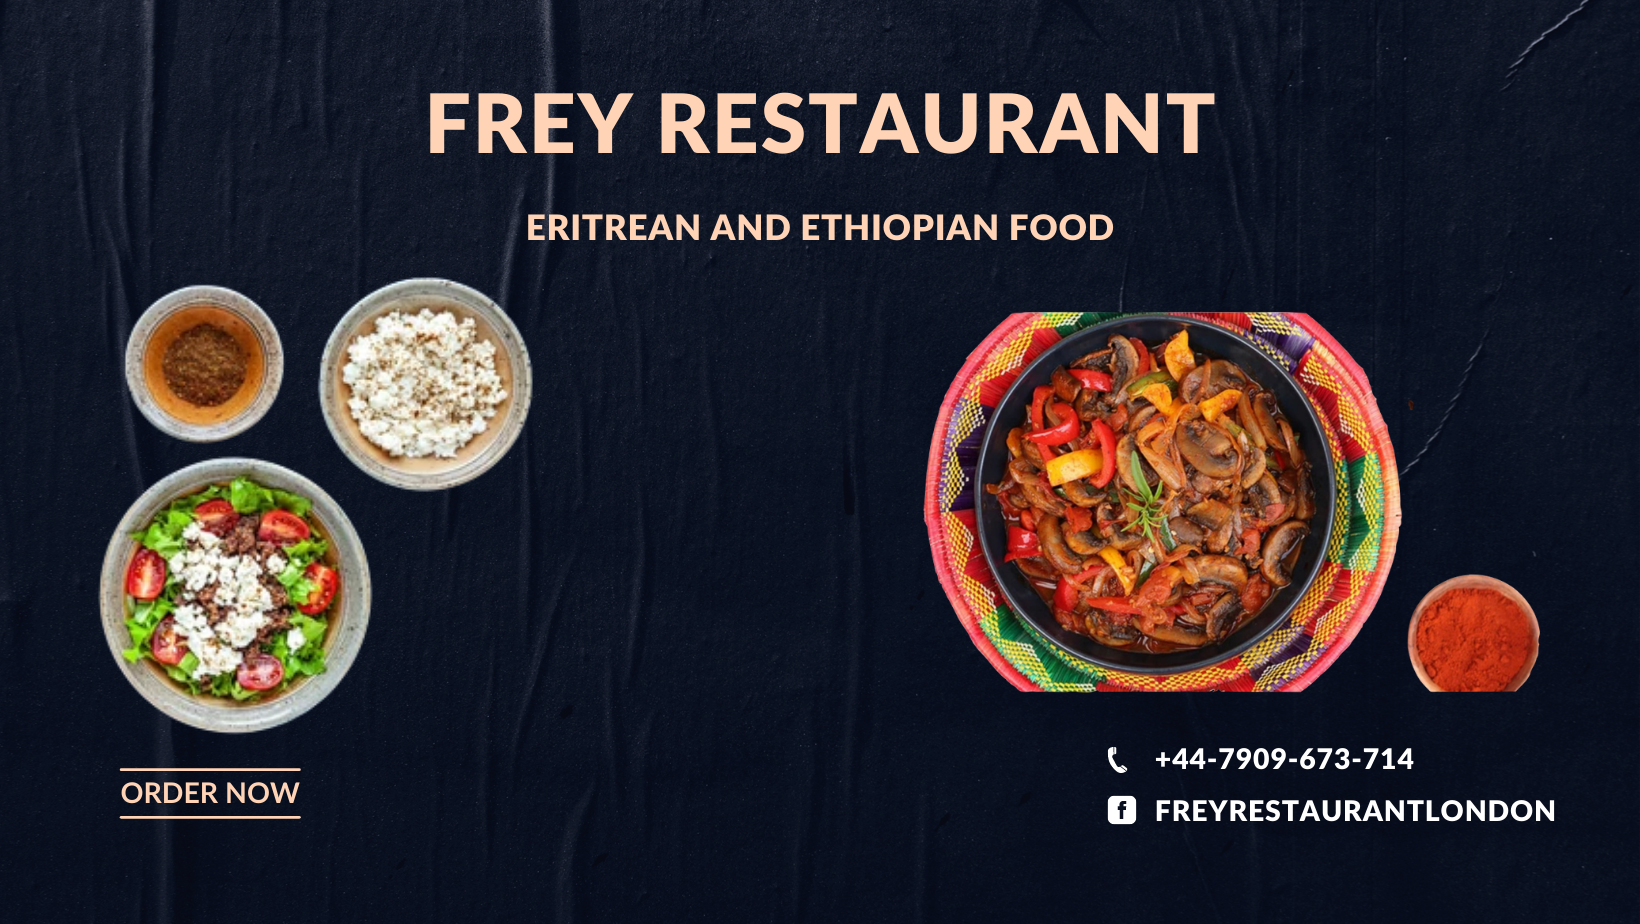 FREY RESTAURANT
ERITREAN AND ETHIOPIAN FOOD
ORDER NOW
+44-7909-673-714
FREYRESTAURANTLONDON